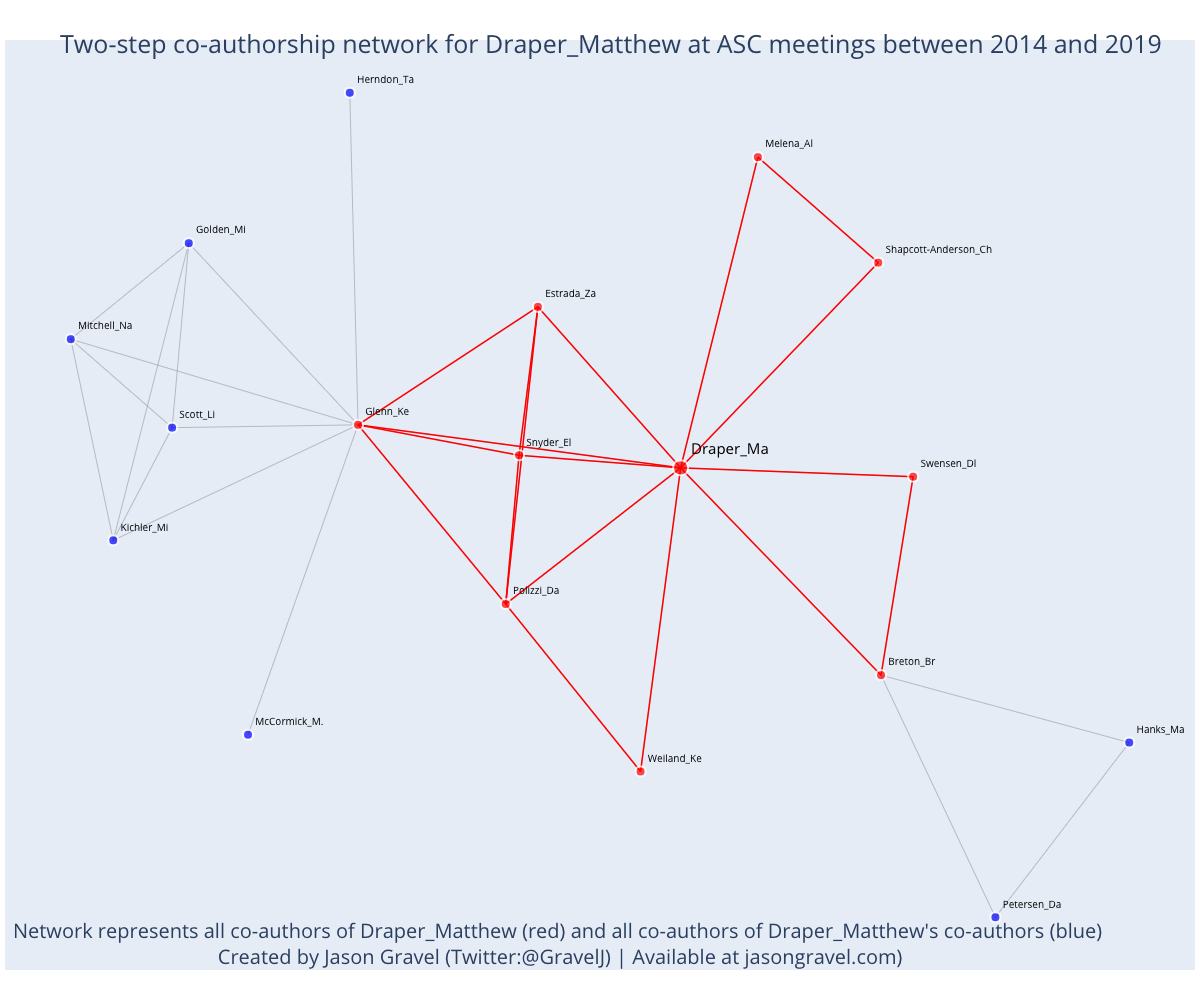 Two-step co-authorship network for Draper_Matthew at ASC meetings between 2014 and 2019
Herndon_Ta
Melena_Al
Golden_Mi
Shapcott-Anderson_Ch
Estrada_Za
Mitchell_Na
Glenn_Ke
Scott_Li
Snyder_El
Draper_Ma
Swensen_Dl
Kichler_Mi
Polizzi_Da
Breton_Br
McCormick_M.
Hanks_Ma
Weiland_Ke
Petersen_Da
Network represents all co-authors of Draper_Matthew (red) and all co-authors of Draper_Matthew's co-authors (blue)
Created by Jason Gravel (Twitter:@GravelJ) | Available at jasongravel.com)